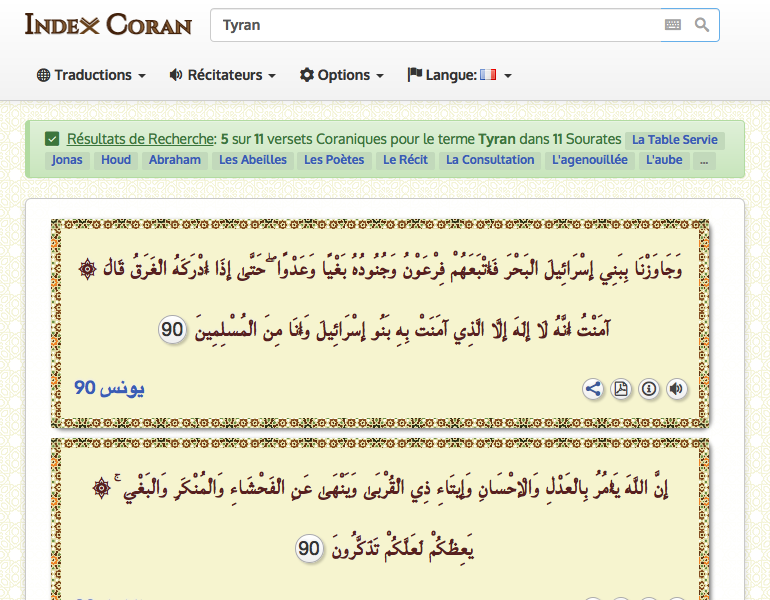 INDEX CORAN
Tyran
Traductions Récitateurs Options Langue:
Résultats de Recherche: 5 sur 11 versets Coraniques pour le terme Tyran dans 11 Sourates La Table Servie
Jonas Houd Abraham Les Abeilles Les Poètes Le Récit La Consultation L'agenouillée L'aube ...
وَجَاوَزْنَا بِبَنِي إِسْرَائِيلَ الْبَحْرَ فَأَتْبَعَهُمْ فِرْعَوْنُ وَجُنُودُهُ بَغْيًا وَعَدْوًا ۖ حَتَّىٰ إِذَا أَدْرَكَهُ الْغَرَقُ قَالَ ۞
آمَنْتُ أَنَّهُ لَا إِلَٰهَ إِلَّا الَّذِي آمَنَتْ بِهِ بَنُو إِسْرَائِيلَ وَأَنَا مِنَ الْمُسْلِمِينَ 90
يونس 90
إِنَّ اللَّهَ يَأْمُرُ بِالْعَدْلِ وَالْإِحْسَانِ وَإِيتَاءِ ذِي الْقُرْبَىٰ وَيَنْهَىٰ عَنِ الْفَحْشَاءِ وَالْمُنْكَرِ وَالْبَغْيِ ۚ ۞
يَعِظُكُمْ لَعَلَّكُمْ تَذَكَّرُونَ 90